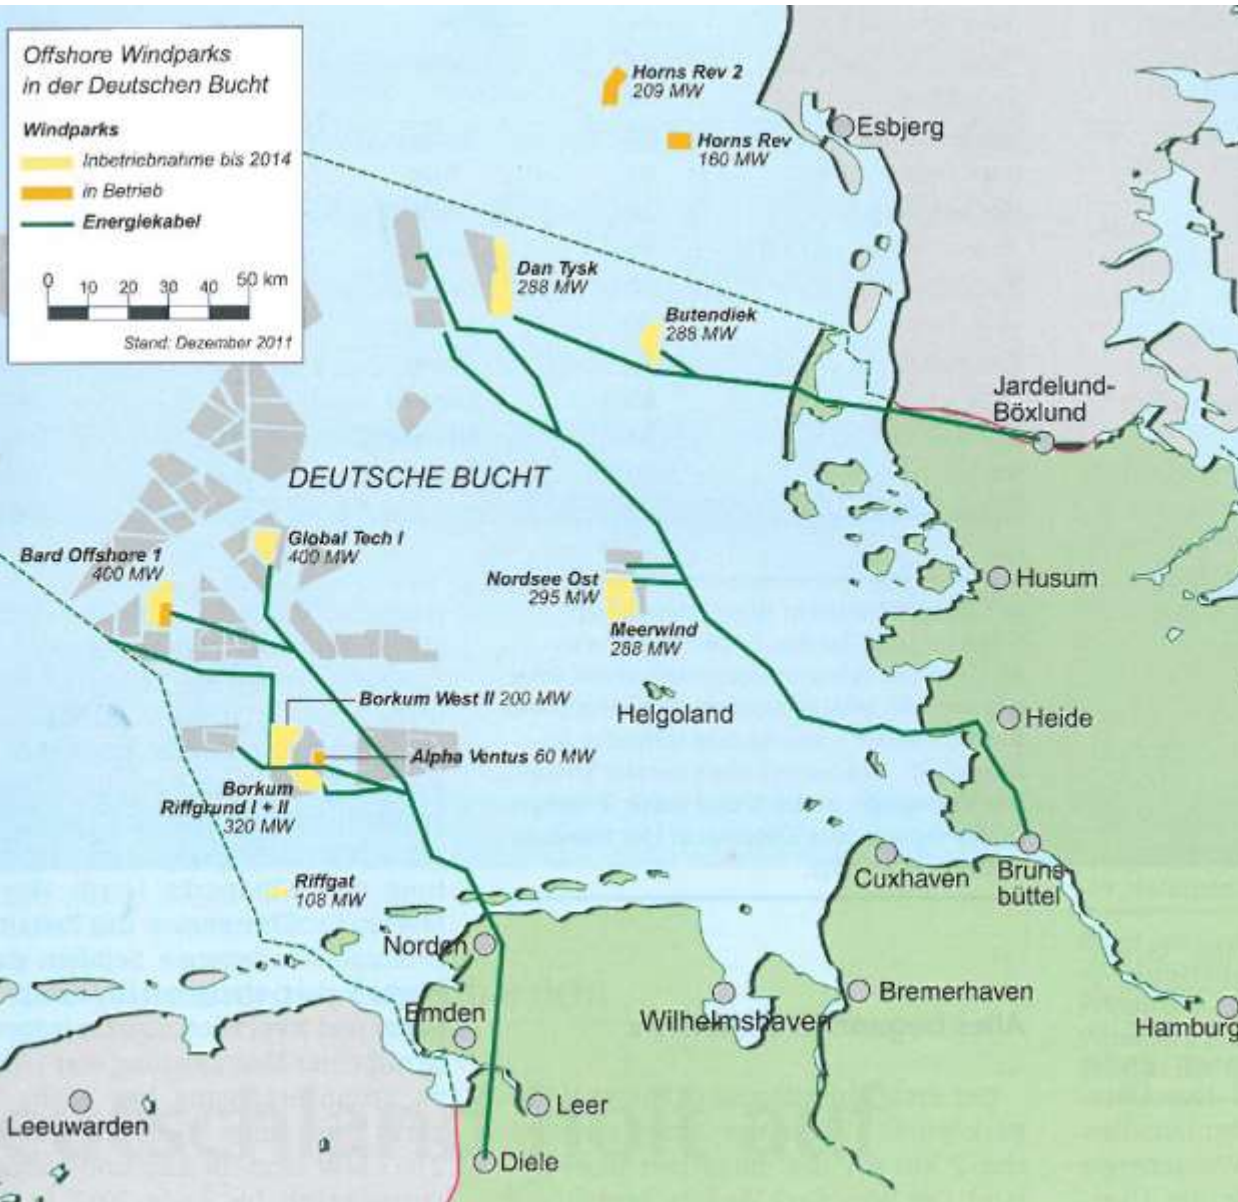 Offshore Windparks
in der Deutschen Bucht
Windparks
Inbetriebnahme bis 2014
in Betrieb
Energiekabel
0 10 20 30 40 50 km
Stand: Dezember 2011
Horns Rev 2
209 MW
Horns Rev
160 MW
Esbjerg
Dan Tysk
288 MW
Butendiek
288 MW
Jardelund-
Böxlund
DEUTSCHE BUCHT
Global Tech I
400 MW
Bard Offshore 1
400 MW
Nordsee Ost
295 MW
Meerwind
288 MW
Husum
Borkum West II 200 MW
Helgoland
Heide
Alpha Ventus 60 MW
Borkum
Riffgrund I + II
320 MW
Riffgat
108 MW
Cuxhaven
Bruns-
büttel
Norden
Emden
Wilhelmshaven
Bremerhaven
Hamburg
Leeuwarden
Leer
Diele